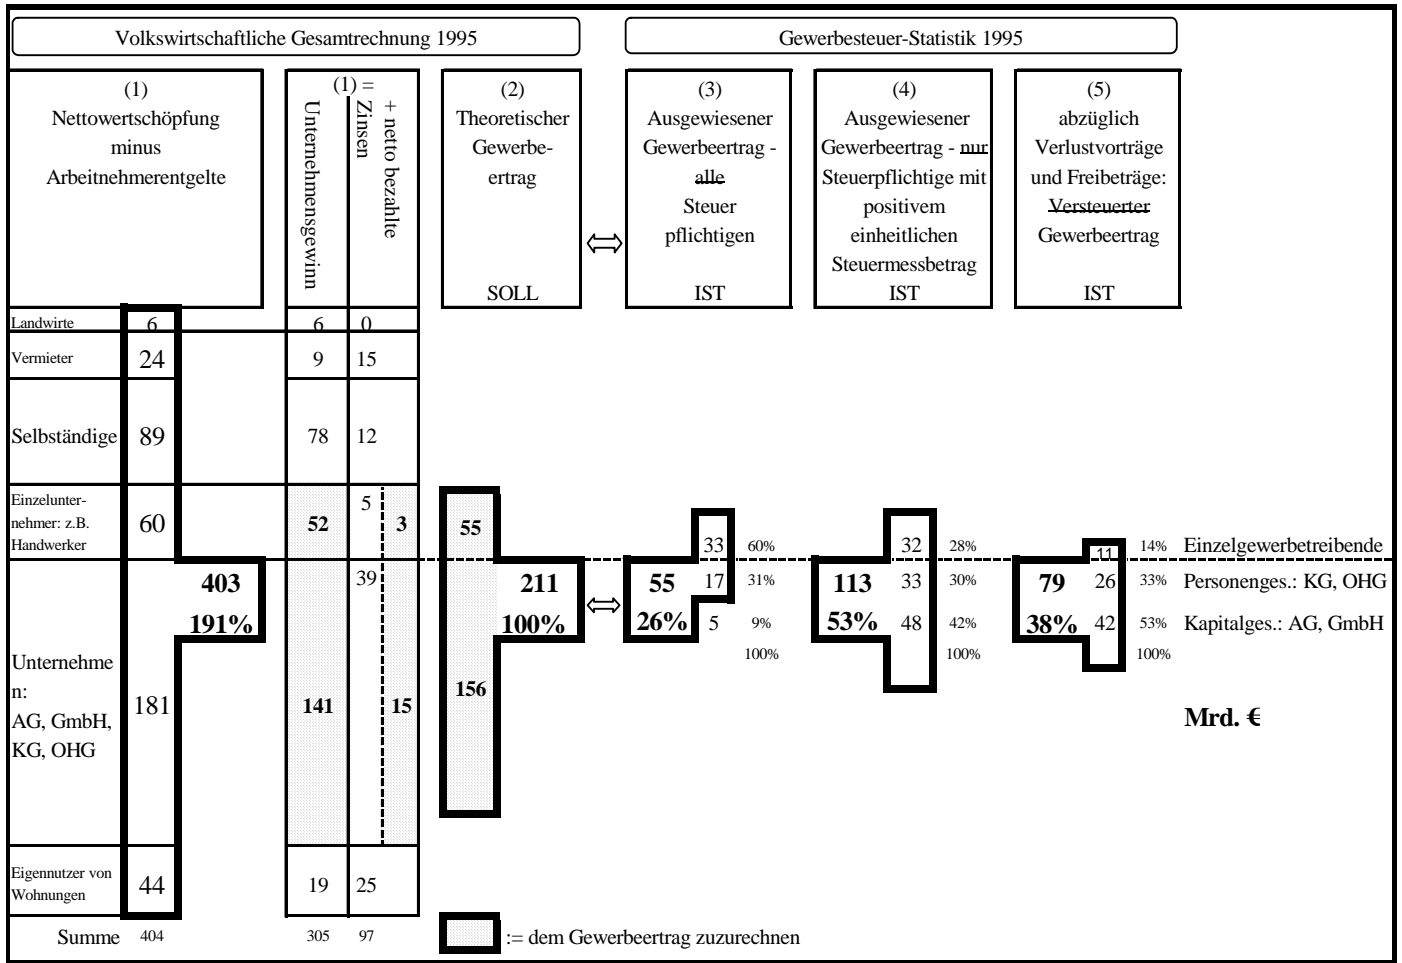 Volkswirtschaftliche Gesamtrechnung 1995
Gewerbesteuer-Statistik 1995
(1)
Nettowertschöpfung
minus
Arbeitnehmerentgelte
(1) =
Unternehmensgewinn
+ netto bezahlte
Zinsen
(2)
Theoretischer
Gewerbe-
ertrag
SOLL
(3)
Ausgewiesener
Gewerbeertrag -
alle
Steuer
pflichtigen
IST
(4)
Ausgewiesener
Gewerbeertrag - nur
Steuerpflichtige mit
positivem
einheitlichen
Steuermessbetrag
IST
(5)
abzüglich
Verlustvorträge
und Freibeträge:
Versteuerter
Gewerbeertrag
IST
Landwirte 6 6 0
Vermieter 24 9 15
Selbständige 89 78 12
Einzelunter-
nehmer: z.B.
Handwerker
60 52 5 3 55
33 60% 32 28% 11 14% Einzelgewerbetreibende
403 39 211 55 17 31% 113 33 30% 79 26 33% Personenges.: KG, OHG
191% 100% 26% 5 9% 53% 48 42% 38% 42 53% Kapitalges.: AG, GmbH
100% 100% 100%
Unternehme
n:
AG, GmbH,
KG, OHG
181 141 15 156
Mrd. €
Eigennutzer von
Wohnungen
44 19 25
Summe 404 305 97
:= dem Gewerbeertrag zuzurechnen